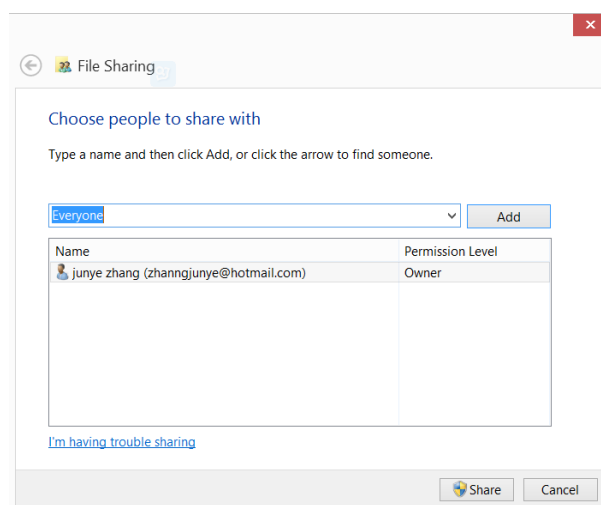 File Sharing
Choose people to share with
Type a name and then click Add, or click the arrow to find someone.
Everyone Add
Name Permission Level
junye zhang (zhanngjunye@hotmail.com) Owner
I'm having trouble sharing
Share Cancel